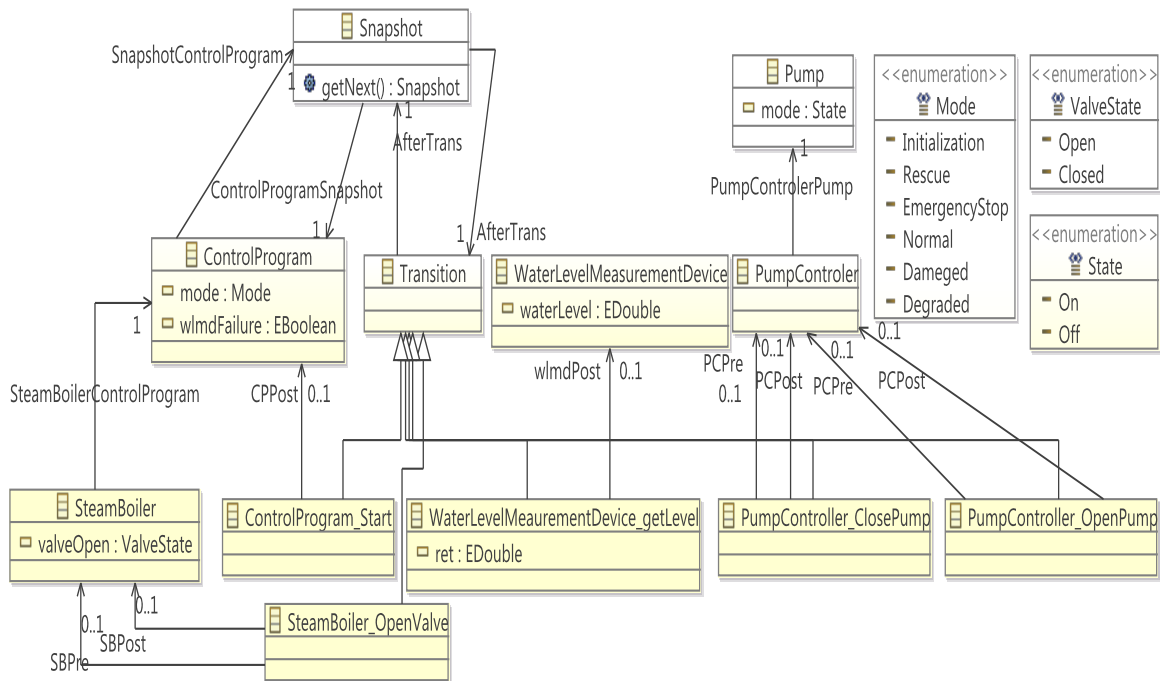 Snapshot
SnapshotControlProgram
1
getNext() : Snapshot
1
AfterTrans
ControlProgramSnapshot
1
1
AfterTrans
Pump
mode : State
1
PumpControlerPump
<<enumeration>>
Mode
Initialization
Rescue
EmergencyStop
Normal
Dameged
Degraded
<<enumeration>>
ValveState
Open
Closed
<<enumeration>>
State
On
Off
ControlProgram
mode : Mode
wlmdFailure : EBoolean
Transition
WaterLevelMeasurementDevice
waterLevel : EDouble
PumpControler
1
SteamBoilerControlProgram
CPPost
0..1
wlmdPost
0..1
PCPre
0..1
0..1
PCPost
0..1
PCPre
0..1
PCPost
SteamBoiler
valveOpen : ValveState
ControlProgram_Start
WaterLevelMeaurementDevice_getLevel
ret : EDouble
PumpController_ClosePump
PumpController_OpenPump
0..1
0..1
SBPost
SBPre
SteamBoiler_OpenValve